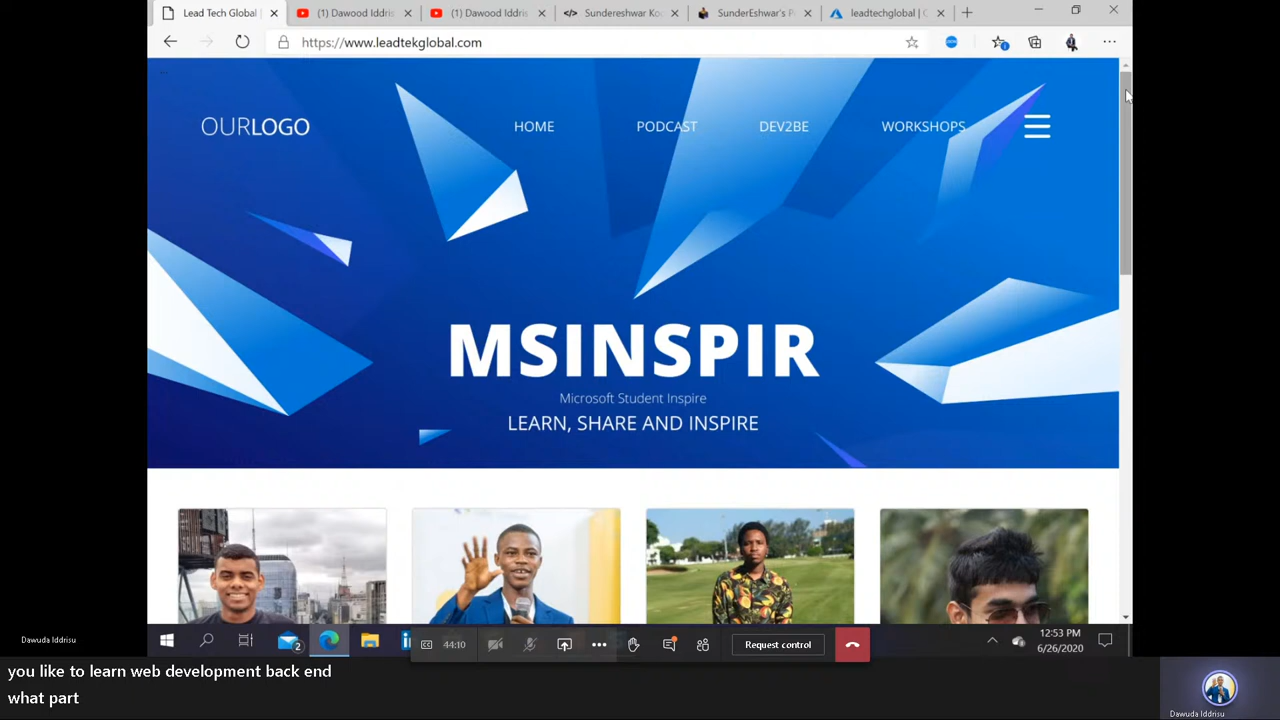 Lead Tech Global |
(1) Dawood Iddris
(1) Dawood Iddris
Sundereshwar Ko
SunderEshwar's P
leadtechglobal | C
https://www.leadtekglobal.com
OURLOGO
HOME
PODCAST
DEV2BE
WORKSHOPS
MSINSPIR
Microsoft Student Inspire
LEARN, SHARE AND INSPIRE
Dawuda Iddrisu
2
CC
44:10
Request control
12:53 PM
6/26/2020
you like to learn web development back end
what part
Dawuda Iddrisu